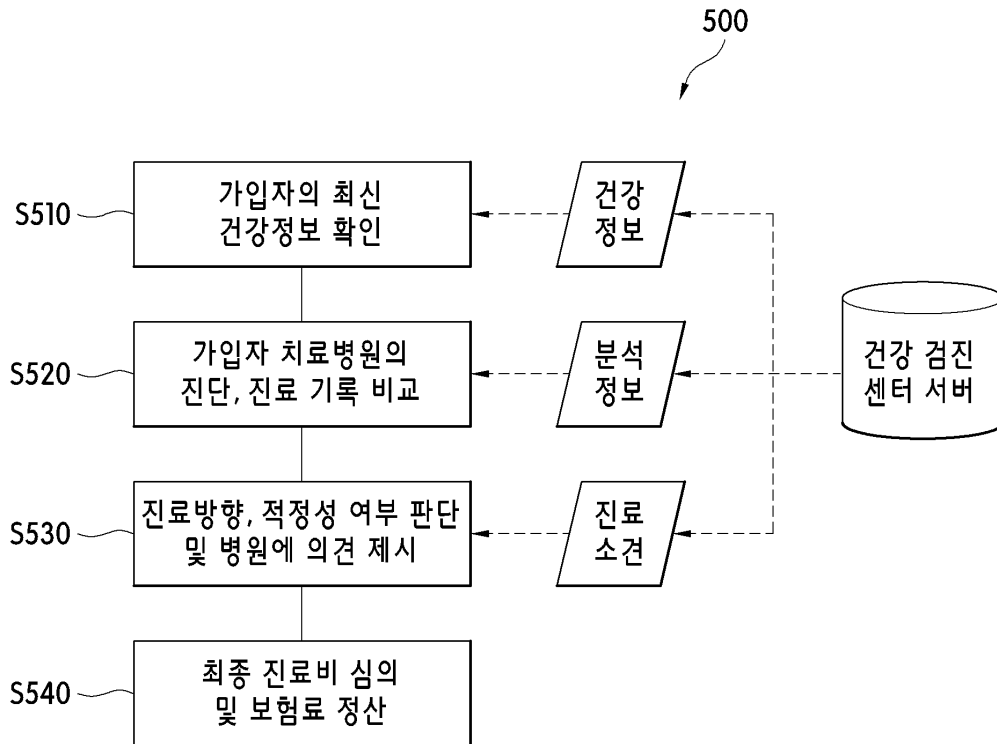 500
S510
가입자의 최신
건강정보 확인
건강
정보
S520
가입자 치료병원의
진단, 진료 기록 비교
분석
정보
건강 검진
센터 서버
S530
진료방향, 적정성 여부 판단
및 병원에 의견 제시
진료
소견
S540
최종 진료비 심의
및 보험료 정산